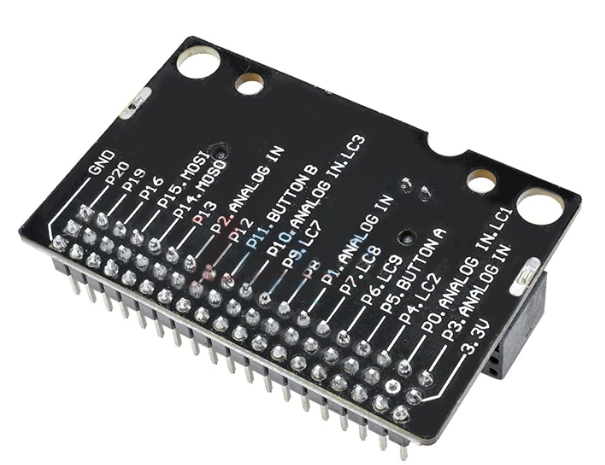 GND
P20
P19
P16
P15.MOSI
P14.MOSO
P13
P2.ANALOG IN
P12
P11.BUTTON B
P10.ANALOG IN.LC3
P9.LC7
P8
P1.ANALOG IN
P7.LC8
P6.LC9
P5.BUTTON A
P4.LC2
P0.ANALOG IN.LC1
P3.ANALOG IN
3.3V